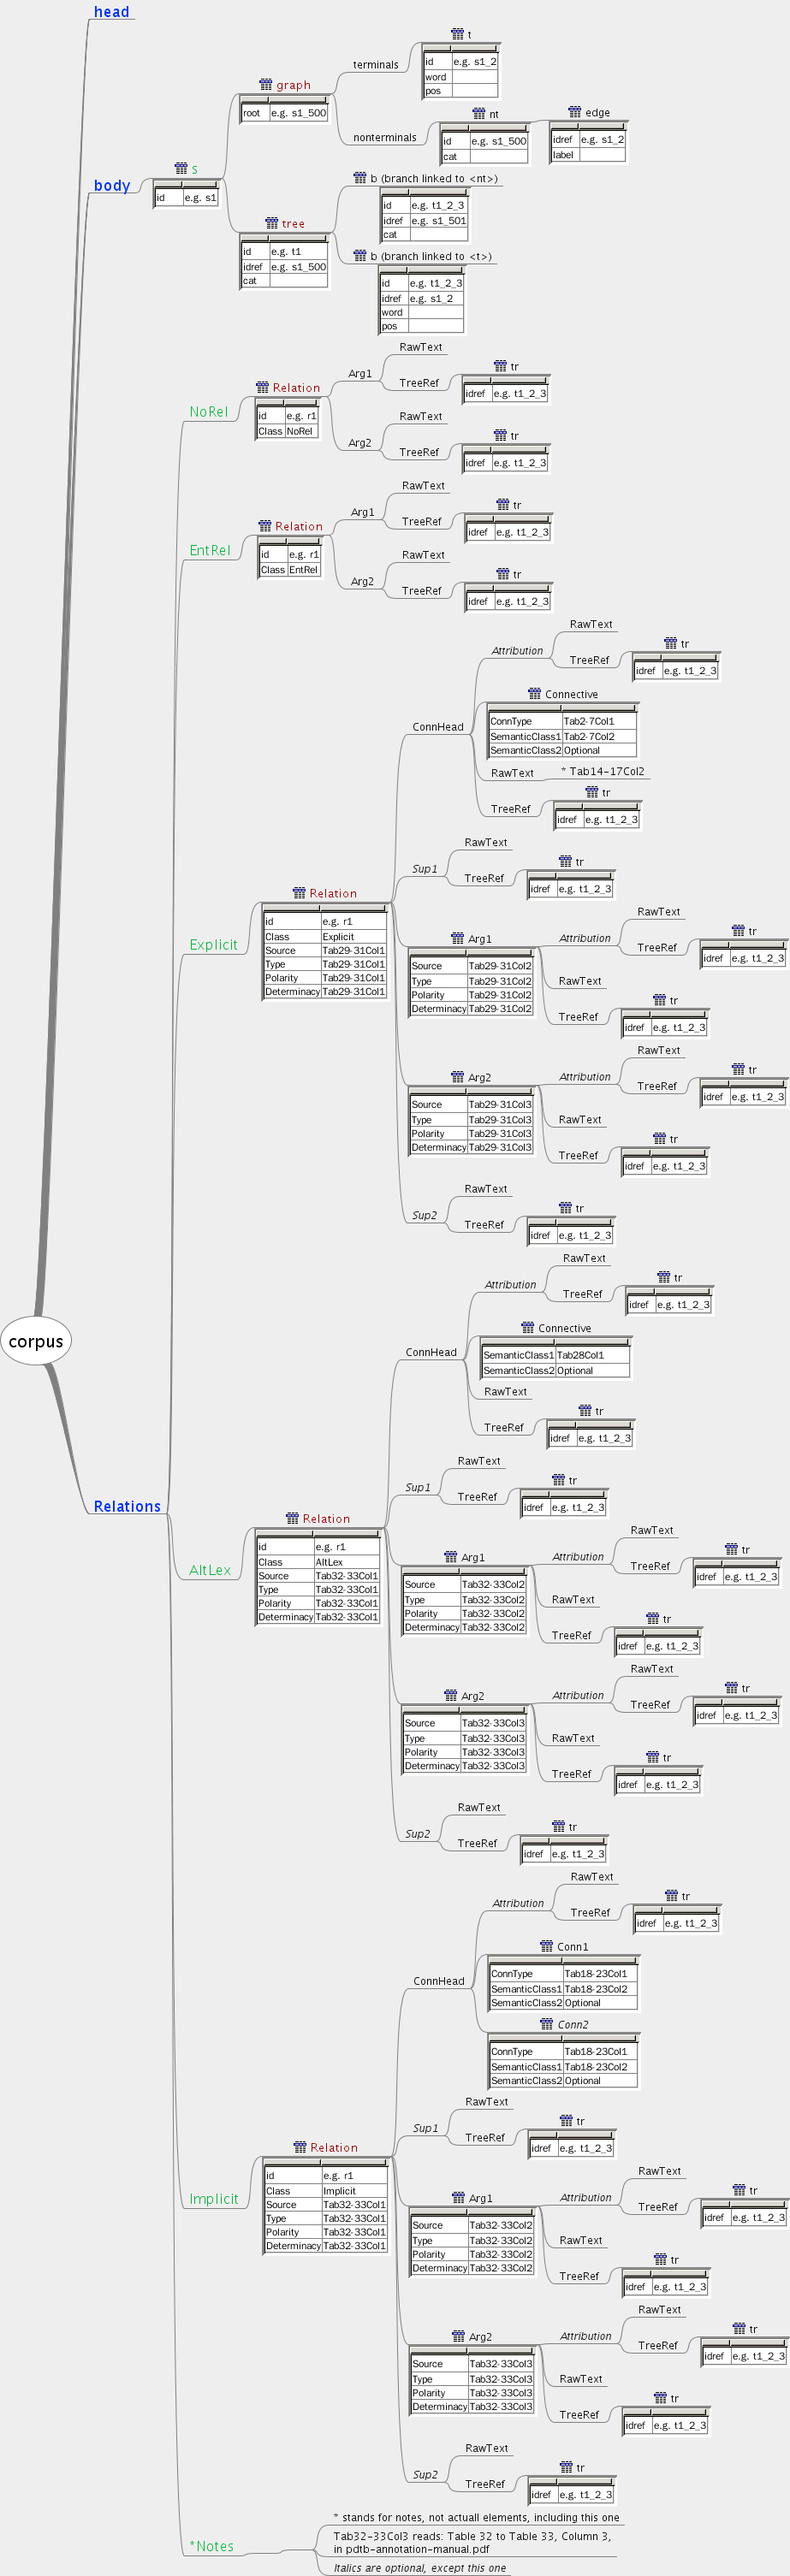 head
body
S
id e.g. s1
graph
root e.g. s1_500
terminals
t
id e.g. s1_2
word
pos
nonterminals
nt
id e.g. s1_500
cat
edge
idref e.g. s1_2
label
tree
id e.g. t1
idref e.g. s1_500
cat
b (branch linked to <nt>)
id e.g. t1_2_3
idref e.g. s1_501
cat
b (branch linked to <t>)
id e.g. t1_2_3
idref e.g. s1_2
word
pos
corpus
Relations
NoRel
Relation
id e.g. r1
Class NoRel
Arg1
RawText
TreeRef
tr
idref e.g. t1_2_3
Arg2
RawText
TreeRef
tr
idref e.g. t1_2_3
EntRel
Relation
id e.g. r1
Class EntRel
Arg1
RawText
TreeRef
tr
idref e.g. t1_2_3
Arg2
RawText
TreeRef
tr
idref e.g. t1_2_3
Explicit
Relation
id e.g. r1
Class Explicit
Source Tab29-31Col1
Type Tab29-31Col1
Polarity Tab29-31Col1
Determinacy Tab29-31Col1
ConnHead
Attribution
RawText
TreeRef
tr
idref e.g. t1_2_3
Connective
ConnType Tab2-7Col1
SemanticClass1 Tab2-7Col2
SemanticClass2 Optional
RawText
* Tab14-17Col2
TreeRef
tr
idref e.g. t1_2_3
Sup1
RawText
TreeRef
tr
idref e.g. t1_2_3
Arg1
Source Tab29-31Col2
Type Tab29-31Col2
Polarity Tab29-31Col2
Determinacy Tab29-31Col2
Attribution
RawText
TreeRef
tr
idref e.g. t1_2_3
RawText
TreeRef
tr
idref e.g. t1_2_3
Arg2
Source Tab29-31Col3
Type Tab29-31Col3
Polarity Tab29-31Col3
Determinacy Tab29-31Col3
Attribution
RawText
TreeRef
tr
idref e.g. t1_2_3
RawText
TreeRef
tr
idref e.g. t1_2_3
Sup2
RawText
TreeRef
tr
idref e.g. t1_2_3
AltLex
Relation
id e.g. r1
Class AltLex
Source Tab32-33Col1
Type Tab32-33Col1
Polarity Tab32-33Col1
Determinacy Tab32-33Col1
ConnHead
Attribution
RawText
TreeRef
tr
idref e.g. t1_2_3
Connective
SemanticClass1 Tab28Col1
SemanticClass2 Optional
RawText
TreeRef
tr
idref e.g. t1_2_3
Sup1
RawText
TreeRef
tr
idref e.g. t1_2_3
Arg1
Source Tab32-33Col2
Type Tab32-33Col2
Polarity Tab32-33Col2
Determinacy Tab32-33Col2
Attribution
RawText
TreeRef
tr
idref e.g. t1_2_3
RawText
TreeRef
tr
idref e.g. t1_2_3
Arg2
Source Tab32-33Col3
Type Tab32-33Col3
Polarity Tab32-33Col3
Determinacy Tab32-33Col3
Attribution
RawText
TreeRef
tr
idref e.g. t1_2_3
RawText
TreeRef
tr
idref e.g. t1_2_3
Sup2
RawText
TreeRef
tr
idref e.g. t1_2_3
Implicit
Relation
id e.g. r1
Class Implicit
Source Tab32-33Col1
Type Tab32-33Col1
Polarity Tab32-33Col1
Determinacy Tab32-33Col1
ConnHead
Attribution
RawText
TreeRef
tr
idref e.g. t1_2_3
Conn1
ConnType Tab18-23Col1
SemanticClass1 Tab18-23Col2
SemanticClass2 Optional
Conn2
ConnType Tab18-23Col1
SemanticClass1 Tab18-23Col2
SemanticClass2 Optional
Sup1
RawText
TreeRef
tr
idref e.g. t1_2_3
Arg1
Source Tab32-33Col2
Type Tab32-33Col2
Polarity Tab32-33Col2
Determinacy Tab32-33Col2
Attribution
RawText
TreeRef
tr
idref e.g. t1_2_3
RawText
TreeRef
tr
idref e.g. t1_2_3
Arg2
Source Tab32-33Col3
Type Tab32-33Col3
Polarity Tab32-33Col3
Determinacy Tab32-33Col3
Attribution
RawText
TreeRef
tr
idref e.g. t1_2_3
RawText
TreeRef
tr
idref e.g. t1_2_3
Sup2
RawText
TreeRef
tr
idref e.g. t1_2_3
*Notes
* stands for notes, not actuall elements, including this one
Tab32-33Col3 reads: Table 32 to Table 33, Column 3,
in pdtb-annotation-manual.pdf
Italics are optional, except this one